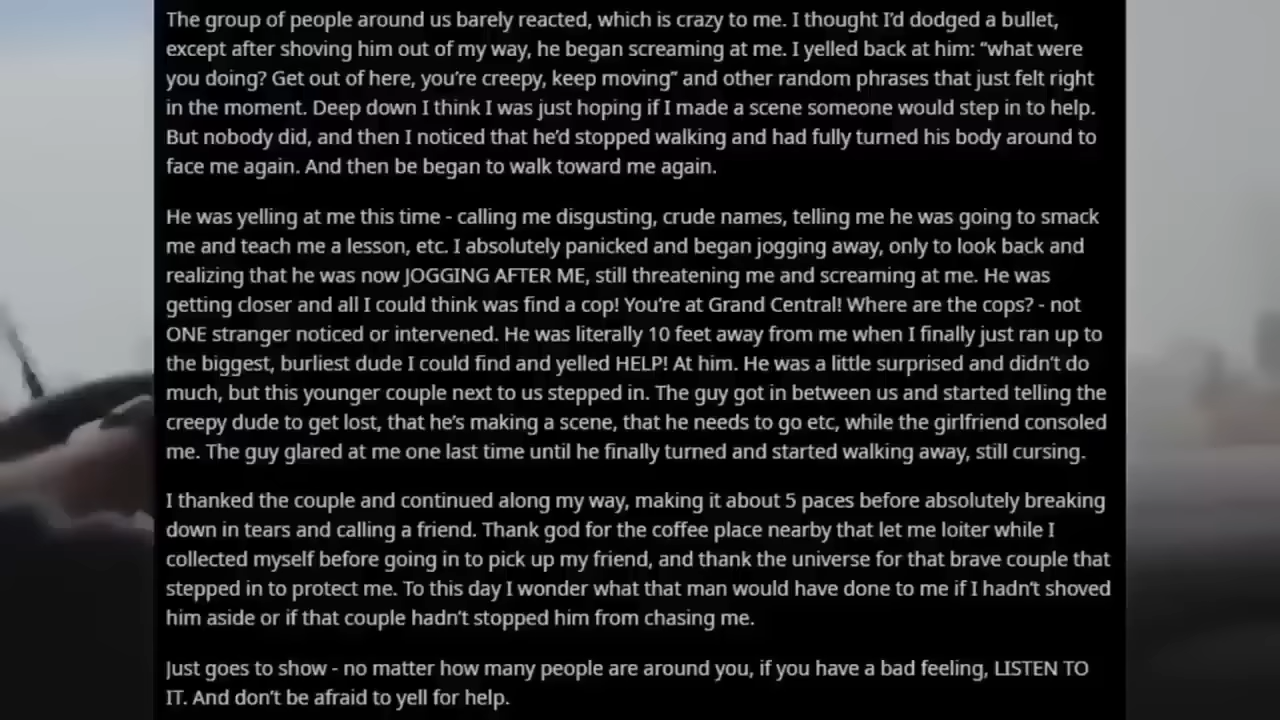 The group of people around us barely reacted, which is crazy to me. I thought I'd dodged a bullet,
except after shoving him out of my way, he began screaming at me. I yelled back at him: “what were
you doing? Get out of here, you're creepy, keep moving” and other random phrases that just felt right
in the moment. Deep down I think I was just hoping if I made a scene someone would step in to help.
But nobody did, and then I noticed that he'd stopped walking and had fully turned his body around to
face me again. And then be began to walk toward me again.
He was yelling at me this time - calling me disgusting, crude names, telling me he was going to smack
me and teach me a lesson, etc. I absolutely panicked and began jogging away, only to look back and
realizing that he was now JOGGING AFTER ME, still threatening me and screaming at me. He was
getting closer and all I could think was find a cop! You're at Grand Central! Where are the cops? - not
ONE stranger noticed or intervened. He was literally 10 feet away from me when I finally just ran up to
the biggest, burliest dude I could find and yelled HELP! At him. He was a little surprised and didn't do
much, but this younger couple next to us stepped in. The guy got in between us and started telling the
creepy dude to get lost, that he's making a scene, that he needs to go etc, while the girlfriend consoled
me. The guy glared at me one last time until he finally turned and started walking away, still cursing.
I thanked the couple and continued along my way, making it about 5 paces before absolutely breaking
down in tears and calling a friend. Thank god for the coffee place nearby that let me loiter while I
collected myself before going in to pick up my friend, and thank the universe for that brave couple that
stepped in to protect me. To this day I wonder what that man would have done to me if I hadn't shoved
him aside or if that couple hadn't stopped him from chasing me.
Just goes to show - no matter how many people are around you, if you have a bad feeling, LISTEN TO
IT. And don't be afraid to yell for help.